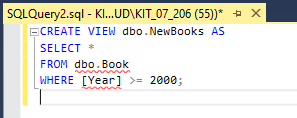 SQLQuery2.sql - KI...UD\KIT_07_206 (55))*
CREATE VIEW dbo.NewBooks AS
SELECT *
FROM dbo.Book
WHERE [Year] >= 2000;